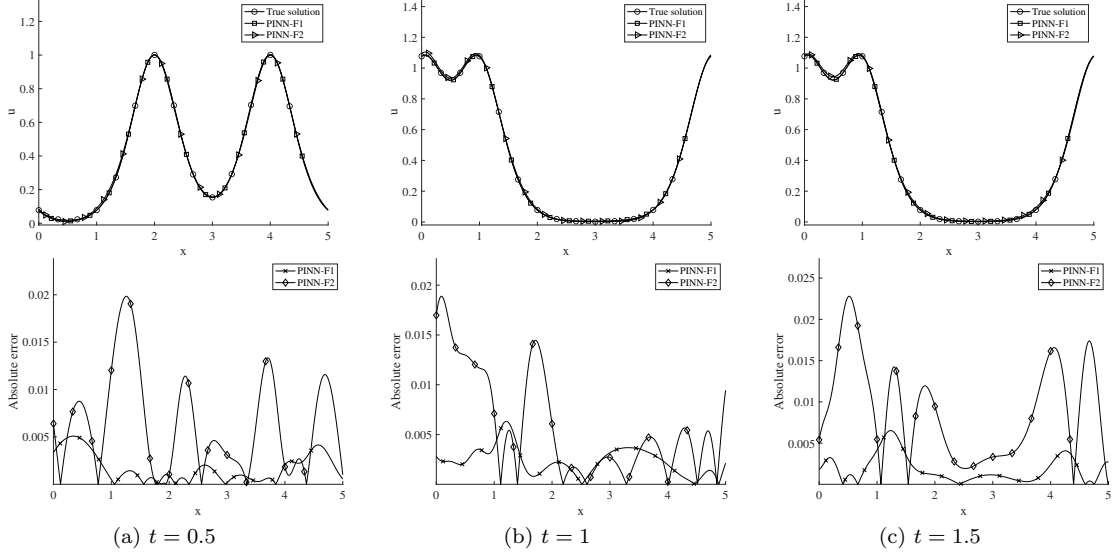 True solution
PINN-F1
PINN-F2
1.2
1
0.8
0.6
0.4
0.2
0
u
0 1 2 3 4 5
x
True solution
PINN-F1
PINN-F2
1.4
1.2
1
0.8
0.6
0.4
0.2
0
u
0 1 2 3 4 5
x
True solution
PINN-F1
PINN-F2
1.4
1.2
1
0.8
0.6
0.4
0.2
0
u
0 1 2 3 4 5
x
PINN-F1
PINN-F2
0.02
0.015
0.01
0.005
Absolute error
0 1 2 3 4 5
x
(a) t = 0.5
PINN-F1
PINN-F2
0.02
0.015
0.01
0.005
Absolute error
0 1 2 3 4 5
x
(b) t = 1
PINN-F1
PINN-F2
0.025
0.02
0.015
0.01
0.005
Absolute error
0 1 2 3 4 5
x
(c) t = 1.5